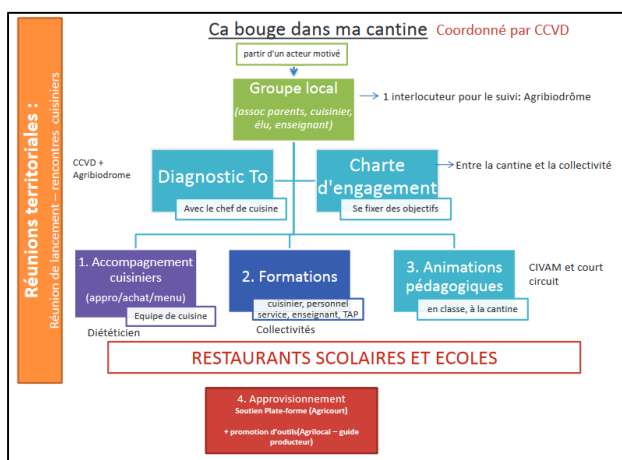 Ca bouge dans ma cantine
Coordonné par CCVD
partir d'un acteur motivé
Réunions territoriales :
Réunion de lancement – rencontres cuisiniers
Groupe local
(assoc parents, cuisinier,
élu, enseignant)
1 interlocuteur pour le suivi: Agribiodrôme
CCVD +
Agribiodrome
Diagnostic To
Avec le chef de cuisine
Charte
d'engagement
Se fixer des objectifs
Entre la cantine et la collectivité
1. Accompagnement
cuisiniers
(appro/achat/menu)
Equipe de cuisine
Diététicien
2. Formations
cuisinier, personnel
service, enseignant, TAP
Collectivités
3. Animations
pédagogiques
en classe, à la cantine
CIVAM et court
circuit
RESTAURANTS SCOLAIRES ET ECOLES
4. Approvisionnement
Soutien Plate-forme (Agricourt)
+ promotion d'outils(Agrilocal – guide
producteur)